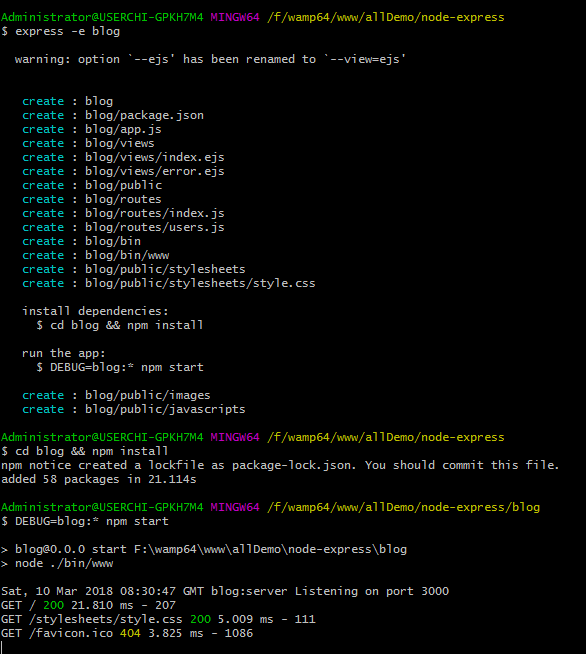 Administrator@USERCHI-GPKH7M4 MINGW64 /f/wamp64/www/allDemo/node-express
$ express -e blog
warning: option `--ejs' has been renamed to `--view=ejs'
create : blog
create : blog/package.json
create : blog/app.js
create : blog/views
create : blog/views/index.ejs
create : blog/views/error.ejs
create : blog/public
create : blog/routes
create : blog/routes/index.js
create : blog/routes/users.js
create : blog/bin
create : blog/bin/www
create : blog/public/stylesheets
create : blog/public/stylesheets/style.css
install dependencies:
$ cd blog && npm install
run the app:
$ DEBUG=blog:* npm start
create : blog/public/images
create : blog/public/javascripts
Administrator@USERCHI-GPKH7M4 MINGW64 /f/wamp64/www/allDemo/node-express
$ cd blog && npm install
npm notice created a lockfile as package-lock.json. You should commit this file.
added 58 packages in 21.114s
Administrator@USERCHI-GPKH7M4 MINGW64 /f/wamp64/www/allDemo/node-express/blog
$ DEBUG=blog:* npm start
> blog@0.0.0 start F:\wamp64\www\allDemo\node-express\blog
> node ./bin/www
Sat, 10 Mar 2018 08:30:47 GMT blog:server Listening on port 3000
GET / 200 21.810 ms - 207
GET /stylesheets/style.css 200 5.009 ms - 111
GET /favicon.ico 404 3.825 ms - 1086